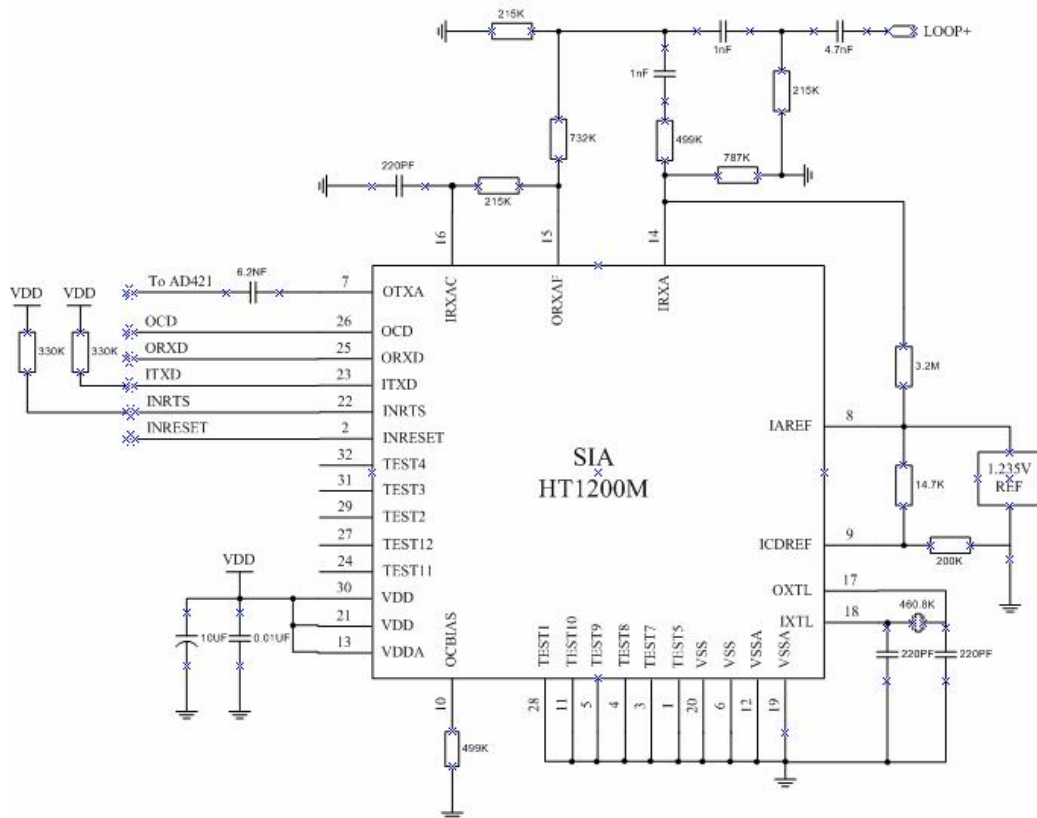 215K
LOOP+
1nF
4.7nF
1nF
215K
732K
499K
787K
220PF
215K
16
15
14
To AD421
6.2NF
7
OTXA
IRXAC
ORXAF
IRXA
VDD
VDD
OCD
26
OCD
330K
330K
ORXD
25
ORXD
3.2M
ITXD
23
ITXD
INRTS
22
INRTS
IAREF
8
INRESET
2
INRESET
32
TEST4
SIA
HT1200M
1.235V
REF
31
TEST3
14.7K
29
TEST2
27
TEST12
ICDREF
9
200K
24
TEST11
VDD
30
VDD
OXTL
17
460.8K
21
VDD
IXTL
18
10UF
0.01UF
13
VDDA
220PF
220PF
OCBIAS
TEST1
TEST10
TEST9
TEST8
TEST7
TEST5
VSS
VSS
VSSA
VSSA
10
28
11
5
4
3
1
20
6
12
19
499K